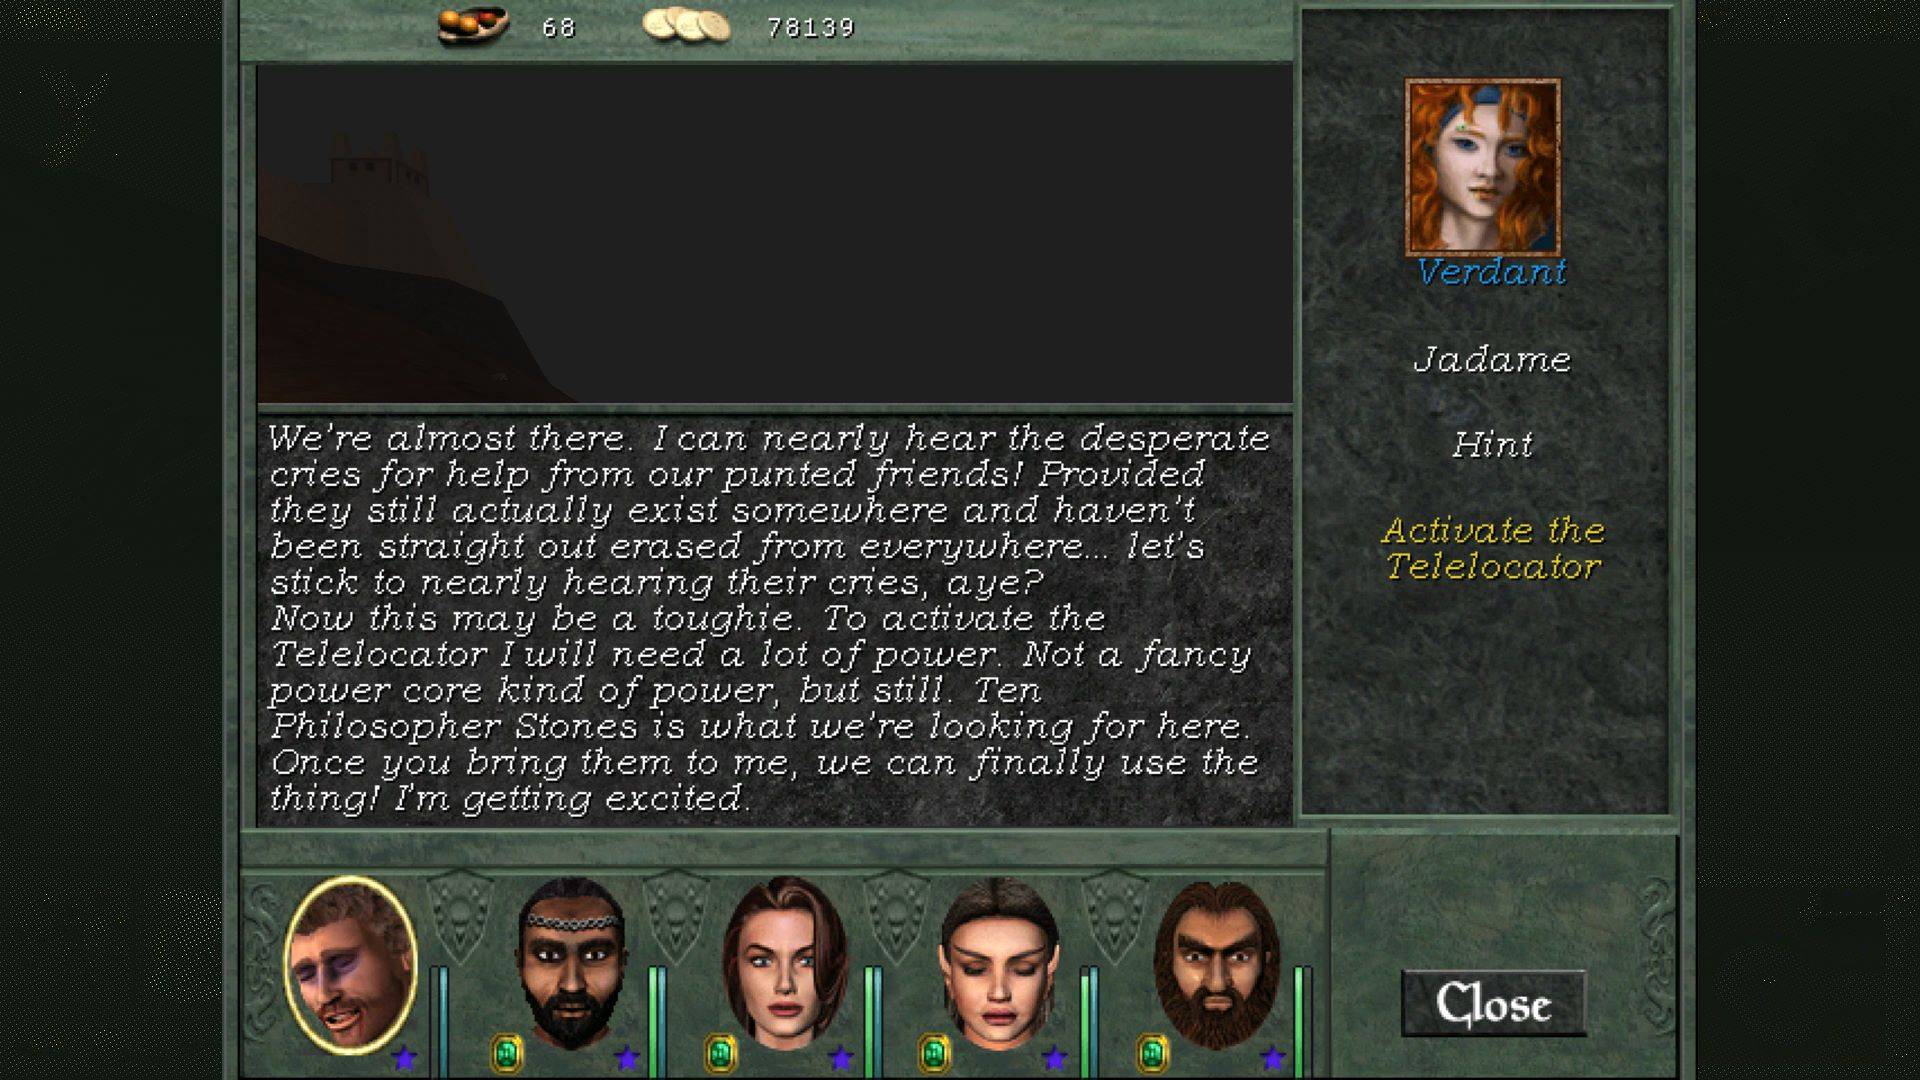 68 78139
We're almost there. I can nearly hear the desperate
cries for help from our punted friends! Provided
they still actually exist somewhere and haven't
been straight out erased from everywhere... let's
stick to nearly hearing their cries, aye?
Now this may be a toughie. To activate the
Telelocator I will need a lot of power. Not a fancy
power core kind of power, but still. Ten
Philosopher Stones is what we're looking for here.
Once you bring them to me, we can finally use the
thing! I'm getting excited.
Verdant
Jadame
Hint
Activate the
Telelocator
Close